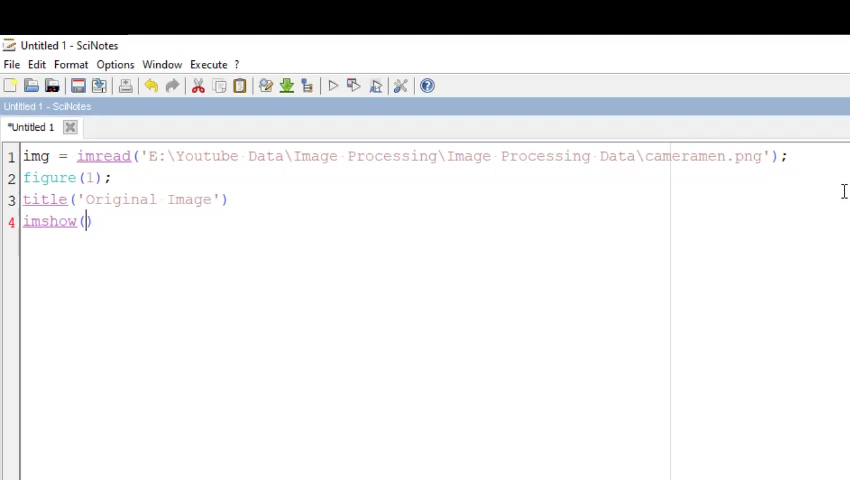 Untitled 1 - SciNotes
File Edit Format Options Window Execute ?
Untitled 1 - SciNotes
*Untitled 1
1 img = imread('E:\Youtube Data\Image Processing\Image Processing Data\cameramen.png');
2 figure(1);
3 title('Original Image')
4 imshow()